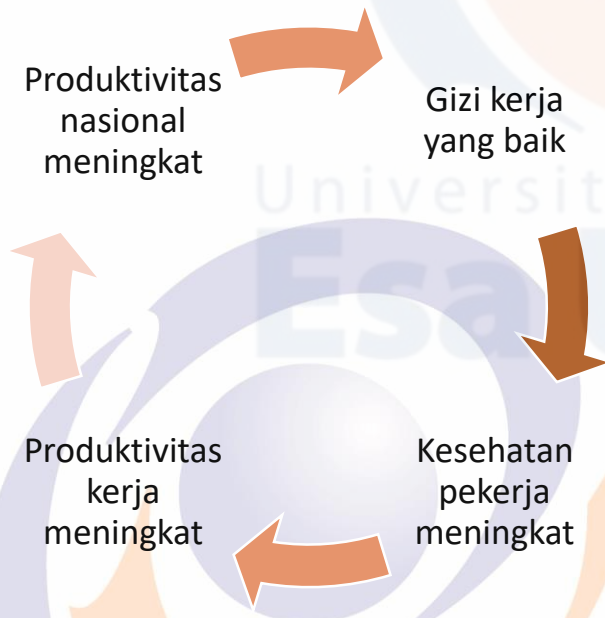 Produktivitas
nasional
meningkat
Gizi kerja
yang baik
Universit
Esa
Produktivitas
kerja
meningkat
Kesehatan
pekerja
meningkat